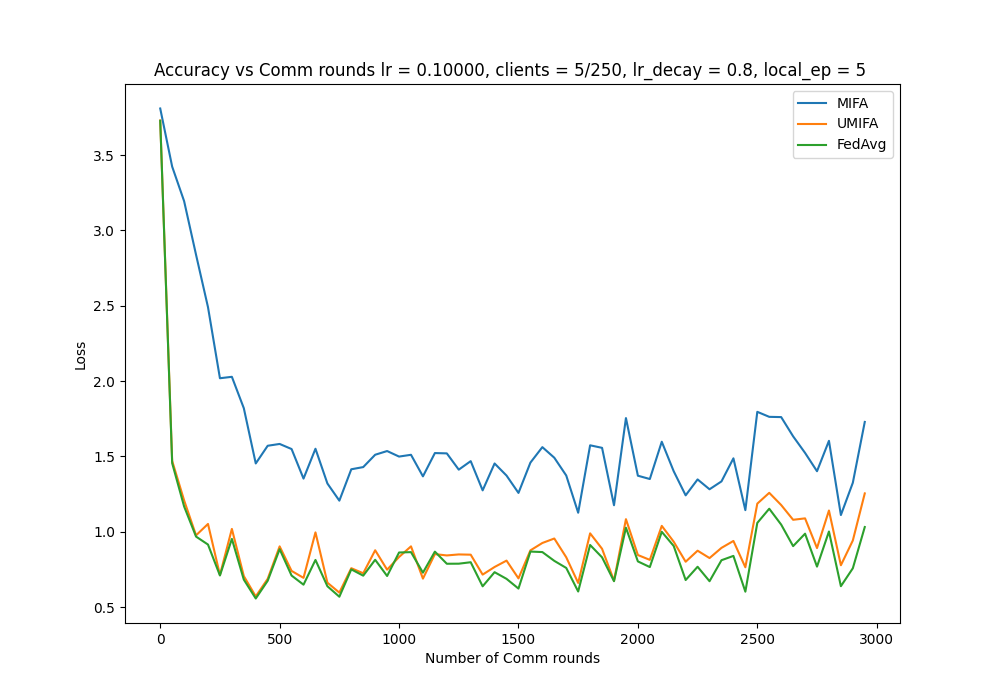 Accuracy vs Comm rounds lr = 0.10000, clients = 5/250, lr_decay = 0.8, local_ep = 5
MIFA
UMIFA
FedAvg
3.5
3.0
2.5
2.0
1.5
1.0
0.5
Loss
0 500 1000 1500 2000 2500 3000
Number of Comm rounds